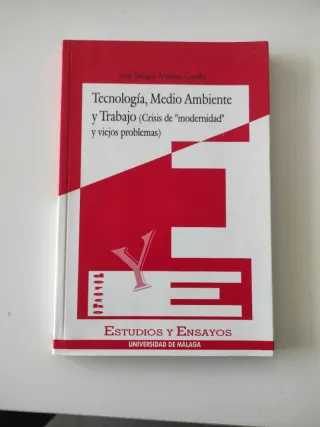 José Enrique Medina Castillo
Tecnología, Medio Ambiente
y Trabajo (Crisis de "modernidad"
y viejos problemas)
E
Y
E
ESTUDIOS Y ENSAYOS
UNIVERSIDAD DE MÁLAGA